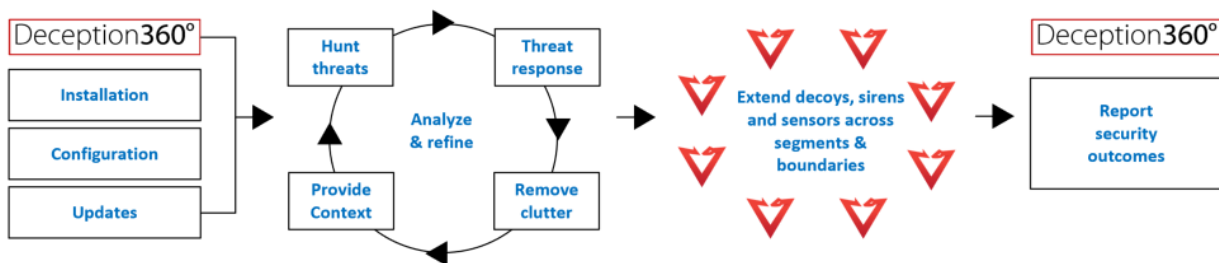 Deception360°
Installation
Configuration
Updates
Hunt
threats
Threat
response
Analyze
& refine
Provide
Context
Remove
clutter
Extend decoys, sirens
and sensors across
segments &
boundaries
Deception360°
Report
security
outcomes